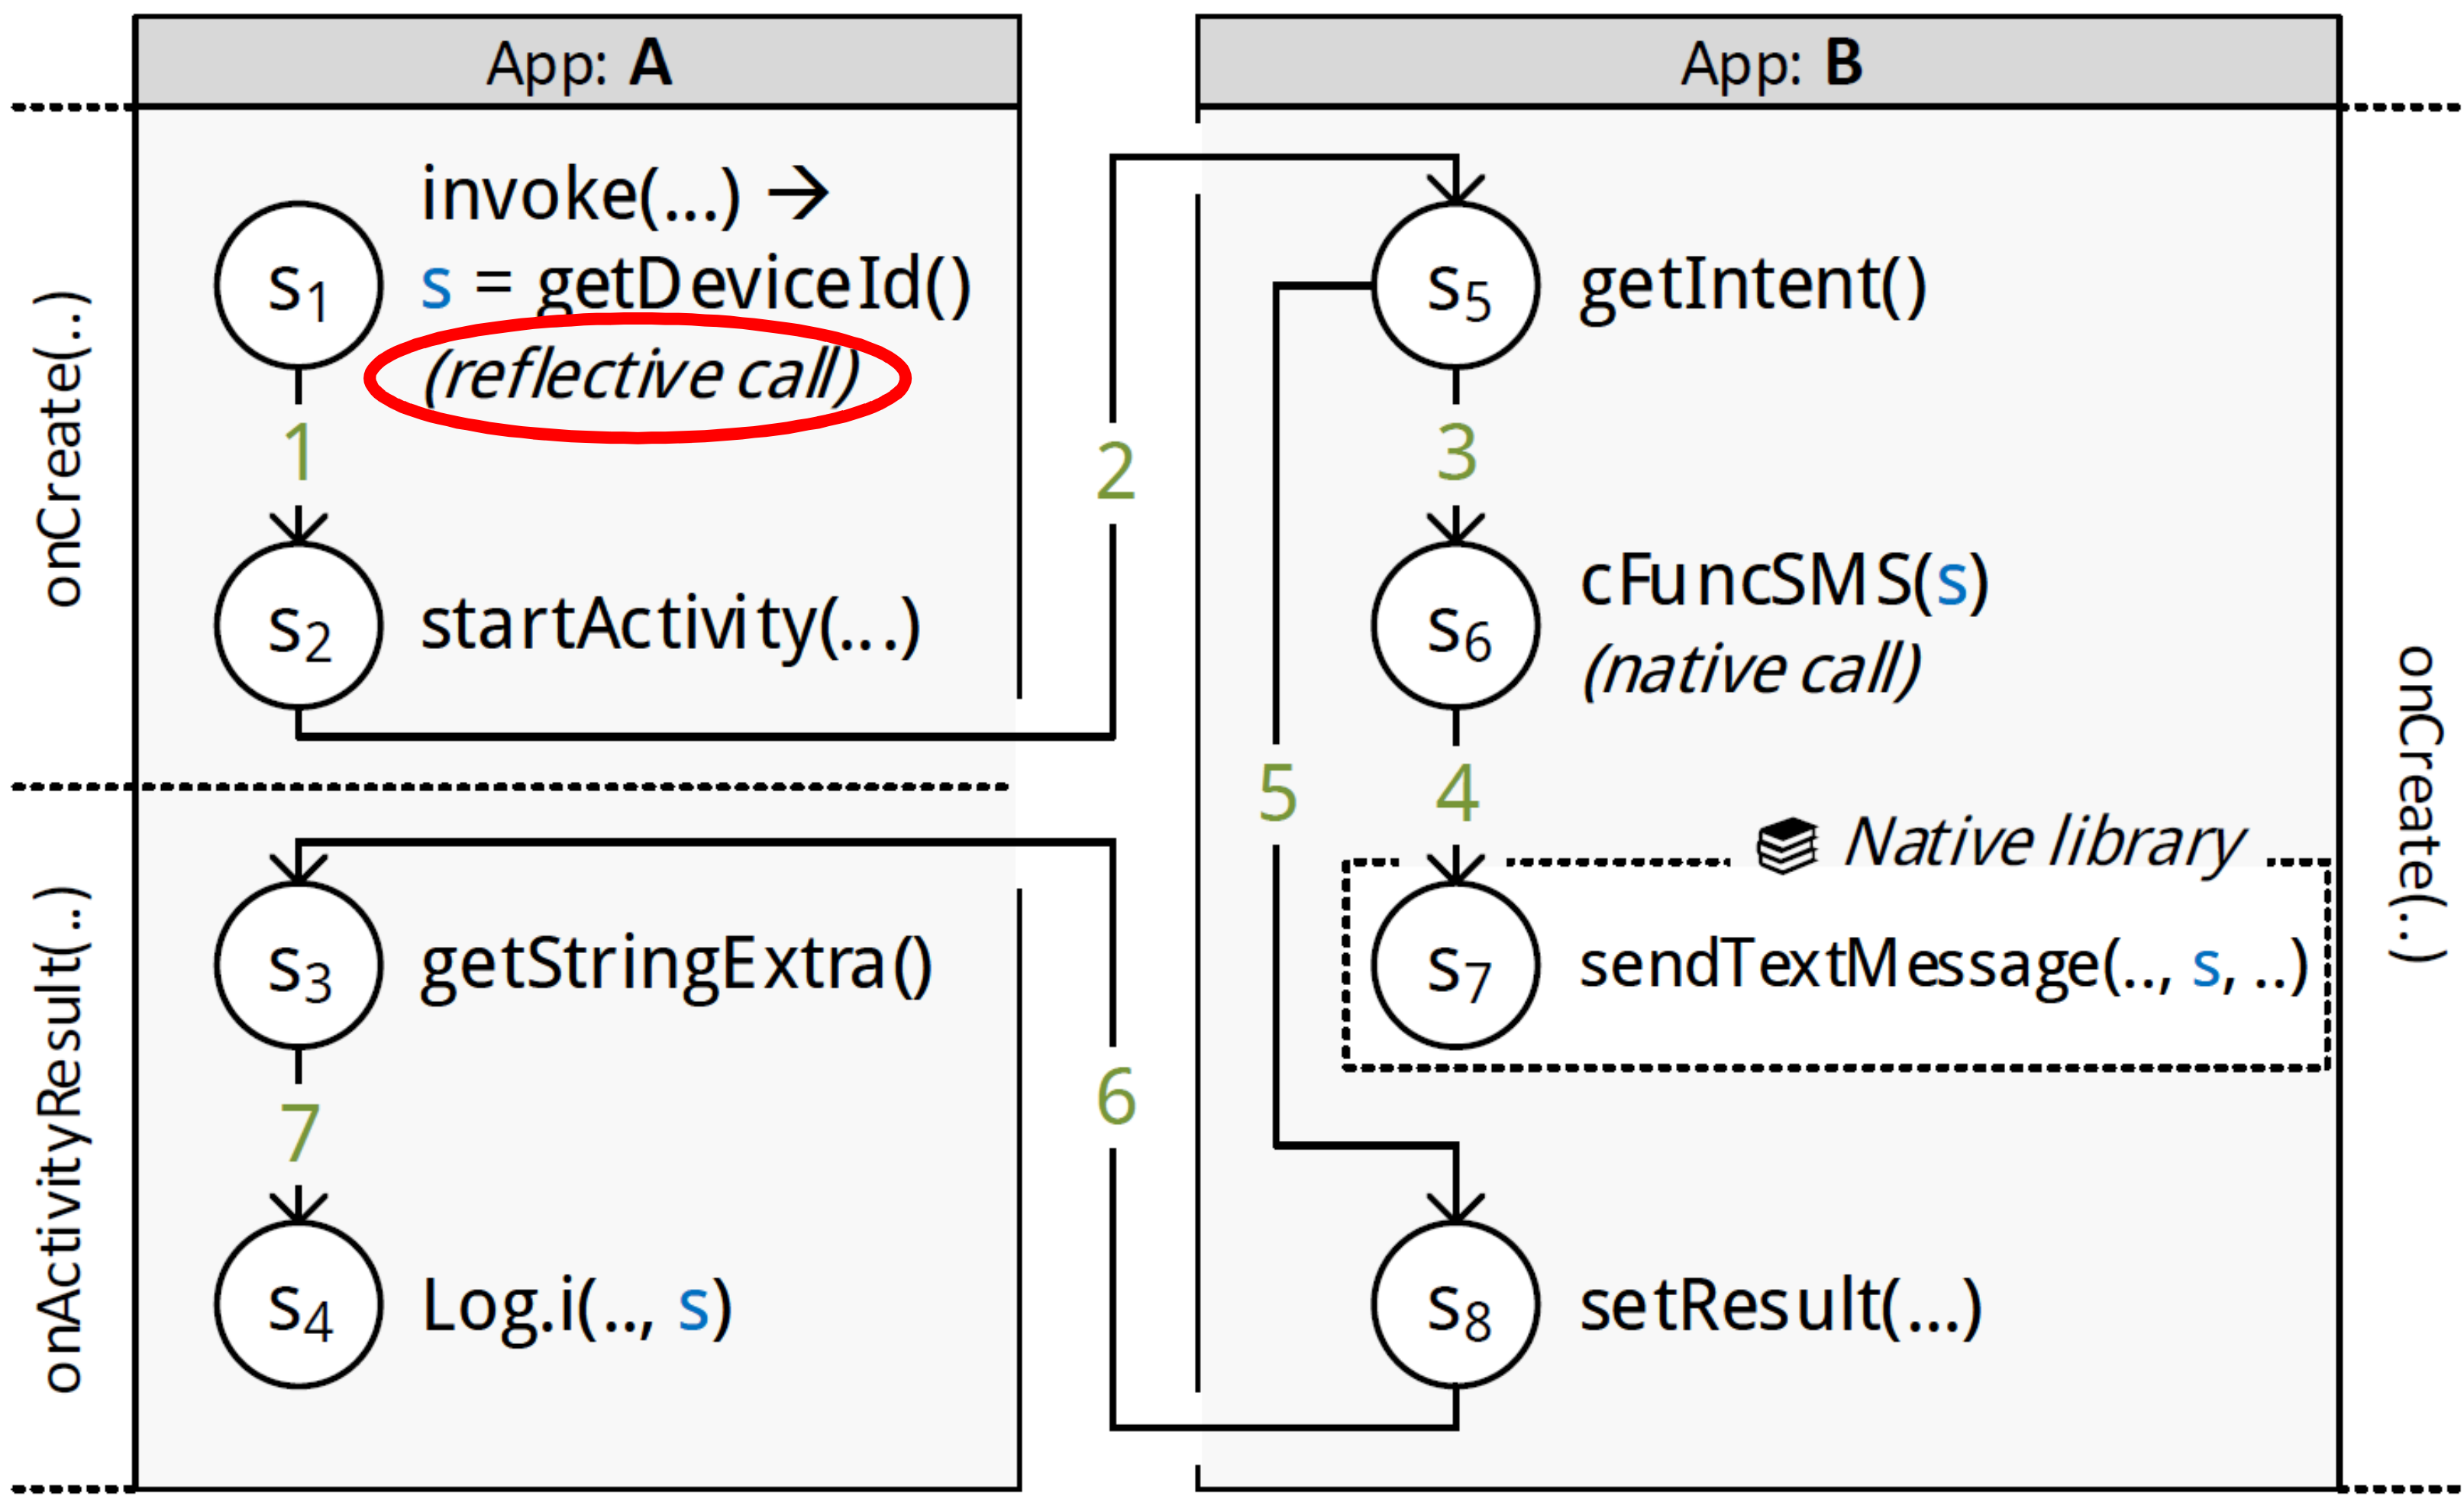 App: A
onCreate(..)
s1
invoke(...) →
s = getDeviceId()
(reflective call)
1
s2
startActivity(...)
2
onActivityResult(..)
s3
getStringExtra()
7
s4
Log.i(.., s)
6
App: B
onCreate(..)
s5
getIntent()
3
s6
cFuncSMS(s)
(native call)
5
4
Native library
s7
sendTextMessage(.., s, ..)
s8
setResult(...)